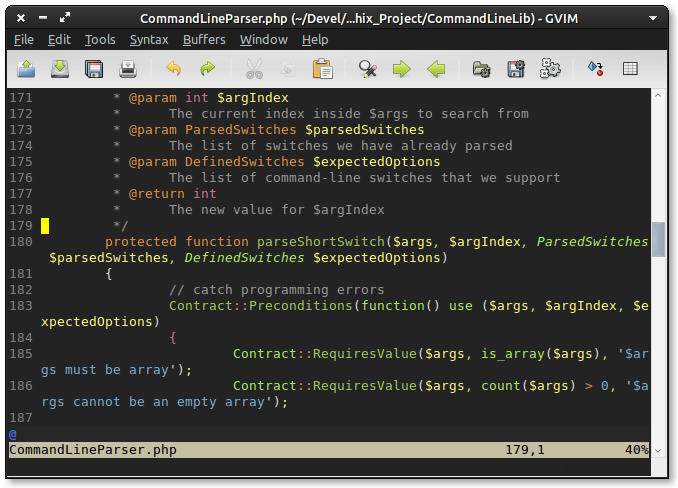 CommandLineParser.php (~/Devel/...hix_Project/CommandLineLib) - GVIM
File Edit Tools Syntax Buffers Window Help
171 * @param int $argIndex
172 * The current index inside $args to search from
173 * @param ParsedSwitches $parsedSwitches
174 * The list of switches we have already parsed
175 * @param DefinedSwitches $expectedOptions
176 * The list of command-line switches that we support
177 * @return int
178 * The new value for $argIndex
179 */
180 protected function parseShortSwitch($args, $argIndex, ParsedSwitches
$parsedSwitches, DefinedSwitches $expectedOptions)
181 {
182 // catch programming errors
183 Contract::Preconditions(function() use ($args, $argIndex, $e
xpectedOptions)
184 {
185 Contract::RequiresValue($args, is_array($args), '$ar
gs must be array');
186 Contract::RequiresValue($args, count($args) > 0, '$a
rgs cannot be an empty array');
187
@
CommandLineParser.php 179,1 40%